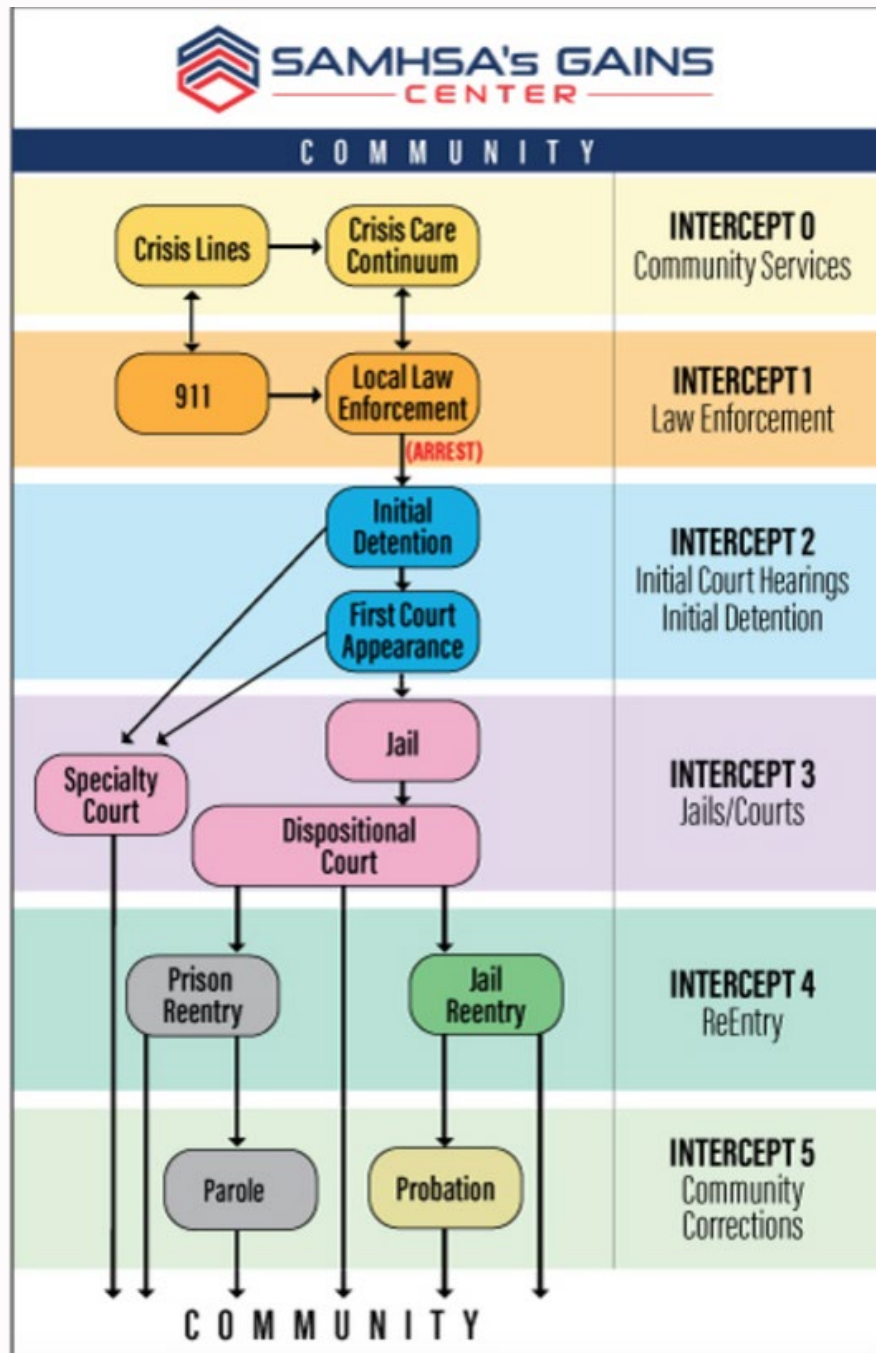 SAMHSA's GAINS
CENTER
COMMUNITY
Crisis Lines
Crisis Care
Continuum
INTERCEPT 0
Community Services
911
Local Law
Enforcement
(ARREST)
INTERCEPT 1
Law Enforcement
Initial
Detention
First Court
Appearance
INTERCEPT 2
Initial Court Hearings
Initial Detention
Jail
Specialty
Court
Dispositional
Court
INTERCEPT 3
Jails/Courts
Prison
Reentry
Jail
Reentry
INTERCEPT 4
ReEntry
Parole
Probation
INTERCEPT 5
Community
Corrections
COMMUNITY